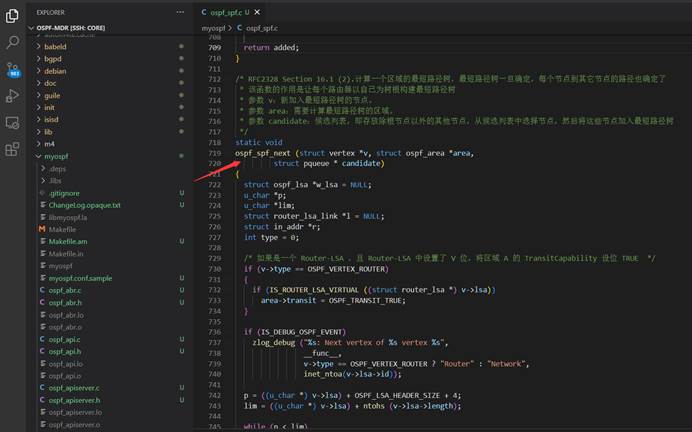 EXPLORER
OSPF-MDR [SSH: CORE]
autom4te.cache
babeld
bgpd
debian
doc
guile
init
isisd
lib
m4
myospf
.deps
.libs
.gitignore U
ChangeLog.opaque.txt U
libmyospf.la
Makefile
Makefile.am U
Makefile.in
myospf
myospf.conf.sample U
ospf_abr.c U
ospf_abr.h U
ospf_abr.lo
ospf_abr.o
ospf_api.c U
ospf_api.h U
ospf_api.lo
ospf_api.o
ospf_apiserver.c U
ospf_apiserver.h U
ospf_apiserver.lo
ospf_apiserver.o
983
ospf_spf.c U
myospf > ospf_spf.c
708
709 return added;
710 }
711
712 /* RFC2328 Section 16.1 (2).计算一个区域的最短路径树，最短路径树一旦确定，每个节点到其它节点的路径也确定了
713 * 该函数的作用是让每个路由器以自己为树根构建最短路径树
714 * 参数 v：新加入最短路径树的节点。
715 * 参数 area：需要计算最短路径树的区域。
716 * 参数 candidate：候选列表，即存放除根节点以外的其他节点，从候选列表中选择节点，然后将这些节点加入最短路径树
717 */
718 static void
719 ospf_spf_next (struct vertex *v, struct ospf_area *area,
720 struct pqueue * candidate)
721 {
722 struct ospf_lsa *w_lsa = NULL;
723 u_char *p;
724 u_char *lim;
725 struct router_lsa_link *l = NULL;
726 struct in_addr *r;
727 int type = 0;
728
729 /* 如果是一个 Router-LSA ，且 Router-LSA 中设置了 V 位，将区域 A 的 TransitCapability 设位 TRUE */
730 if (v->type == OSPF_VERTEX_ROUTER)
731 {
732 if (IS_ROUTER_LSA_VIRTUAL ((struct router_lsa *) v->lsa))
733 area->transit = OSPF_TRANSIT_TRUE;
734 }
735
736 if (IS_DEBUG_OSPF_EVENT)
737 zlog_debug ("%s: Next vertex of %s vertex %s",
738 __func__,
739 v->type == OSPF_VERTEX_ROUTER ? "Router" : "Network",
740 inet_ntoa(v->lsa->id));
741
742 p = ((u_char *) v->lsa) + OSPF_LSA_HEADER_SIZE + 4;
743 lim = ((u_char *) v->lsa) + ntohs (v->lsa->length);
744
745 while (p < lim)